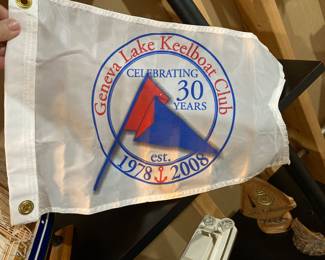 Geneva Lake Keelboat Club
CELEBRATING
30
YEARS
est.
1978 2008